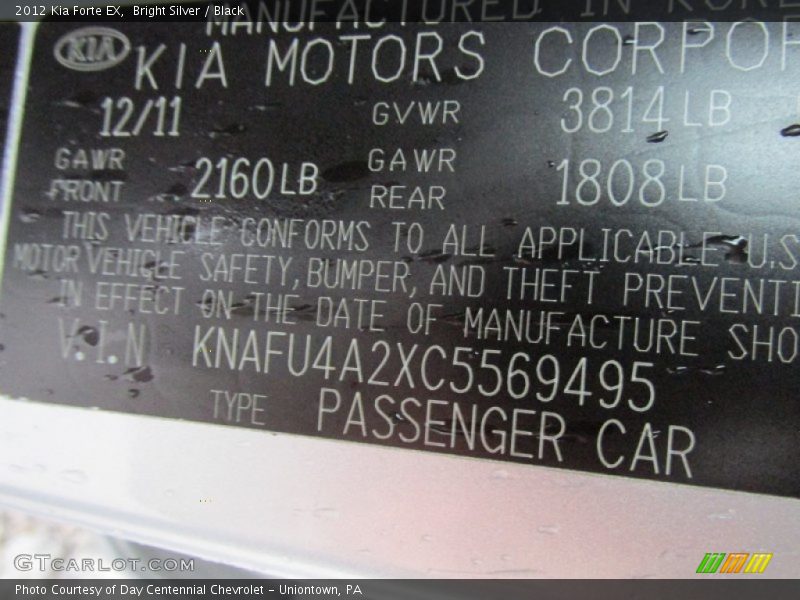 2012 Kia Forte EX, Bright Silver / Black
MANUFACTURED IN KOREA
KIA KIA MOTORS CORPOR
12/11 GVWR 3814 LB
GAWR FRONT 2160 LB GAWR REAR 1808 LB
THIS VEHICLE CONFORMS TO ALL APPLICABLE U.S
MOTOR VEHICLE SAFETY, BUMPER, AND THEFT PREVENTI
IN EFFECT ON THE DATE OF MANUFACTURE SHO
V.I.N KNAFU4A2XC5569495
TYPE PASSENGER CAR
GTCARLOT.COM
Photo Courtesy of Day Centennial Chevrolet - Uniontown, PA